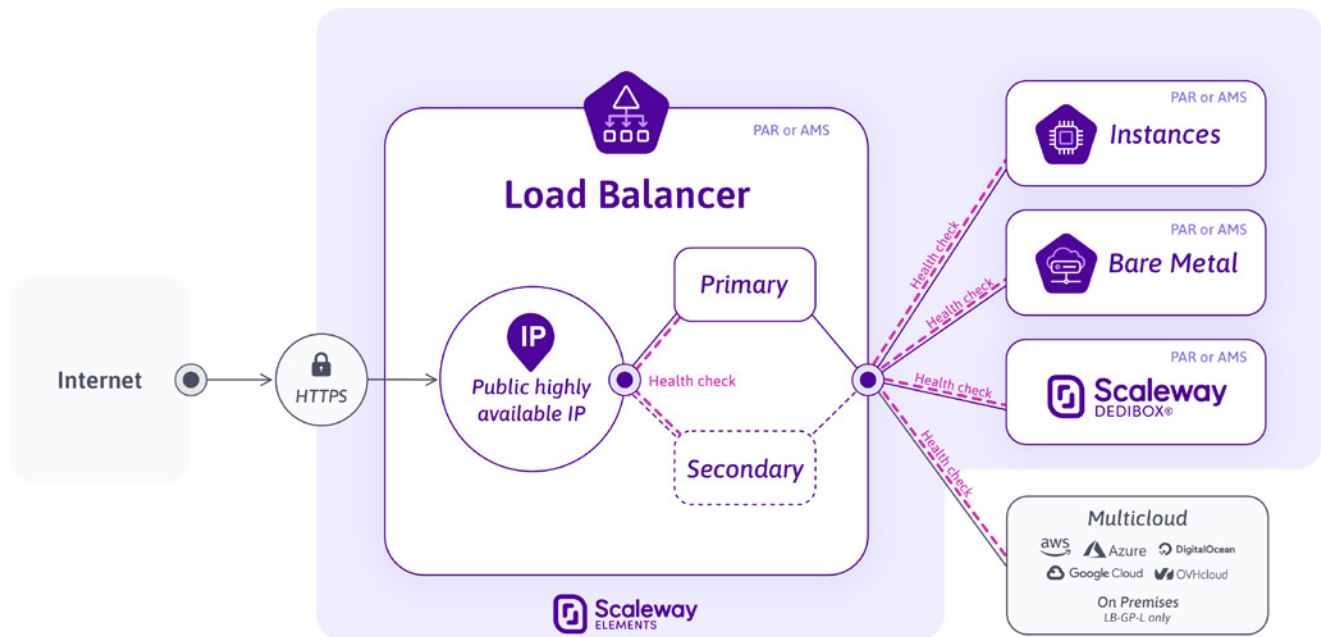 Internet
HTTPS
PAR or AMS
Load Balancer
IP
Public highly
available IP
Health check
Primary
Secondary
Scaleway
ELEMENTS
Health check
Health check
Health check
Health check
PAR or AMS
Instances
PAR or AMS
Bare Metal
PAR or AMS
Scaleway
DEDIBOX®
Multicloud
aws Azure DigitalOcean
Google Cloud OVHcloud
On Premises
LB-GP-L only